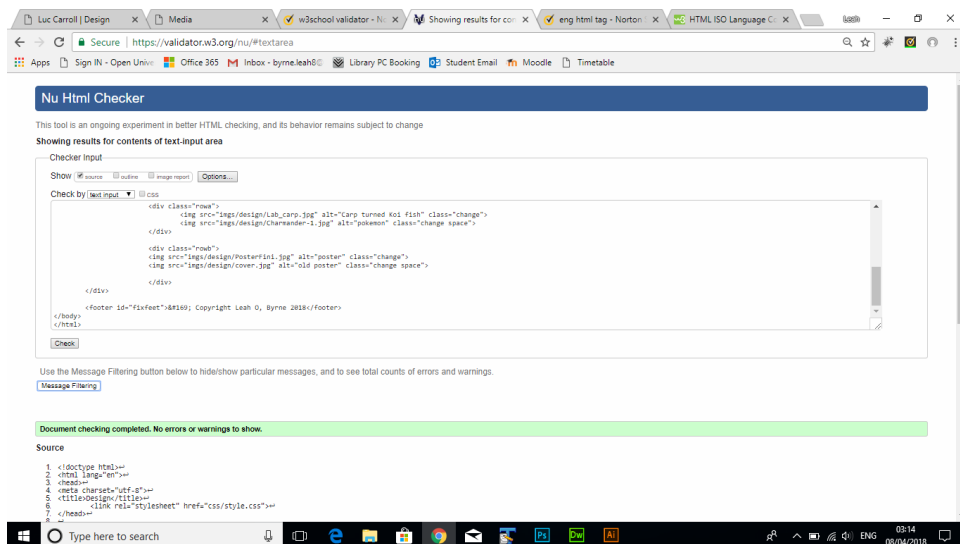 Luc Carroll | Design
Media
w3school validator - No
Showing results for con
eng html tag - Norton S
HTML ISO Language Co
Leah
Secure | https://validator.w3.org/nu/#textarea
Apps
Sign IN - Open Unive
Office 365
Inbox - byrne.leah8
Library PC Booking
Student Email
Moodle
Timetable
Nu Html Checker
This tool is an ongoing experiment in better HTML checking, and its behavior remains subject to change
Showing results for contents of text-input area
Checker Input
Show source outline image report Options...
Check by text input css
<div class="rowa">
<img src="imgs/design/Lab_carp.jpg" alt="Carp turned Koi fish" class="change">
<img src="imgs/design/Charmander-1.jpg" alt="pokemon" class="change space">
</div>
<div class="rowb">
<img src="imgs/design/PosterFini.jpg" alt="poster" class="change">
<img src="imgs/design/cover.jpg" alt="old poster" class="change space">
</div>
</div>
<footer id="fixfeet">&#169; Copyright Leah O, Byrne 2018</footer>
</body>
</html>
Check
Use the Message Filtering button below to hide/show particular messages, and to see total counts of errors and warnings.
Message Filtering
Document checking completed. No errors or warnings to show.
Source
1. <!doctype html>↩
2. <html lang="en">↩
3. <head>↩
4. <meta charset="utf-8">↩
5. <title>Design</title>↩
6. <link rel="stylesheet" href="css/style.css">↩
7. </head>↩
8. ↩
Type here to search
Ps
Dw
Ai
ENG
03:14
08/04/2018